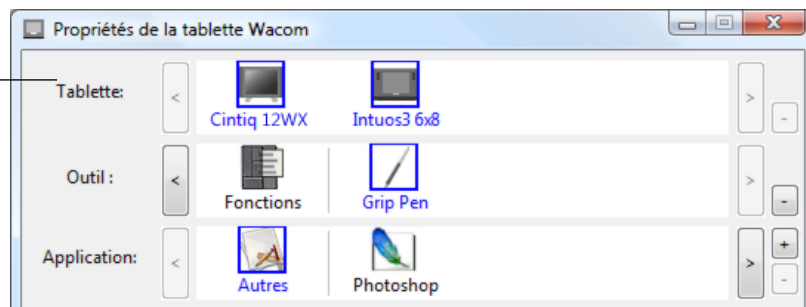 Propriétés de la tablette Wacom
Tablette:
Cintiq 12WX Intuos3 6x8
Outil :
Fonctions Grip Pen
Application:
Autres Photoshop